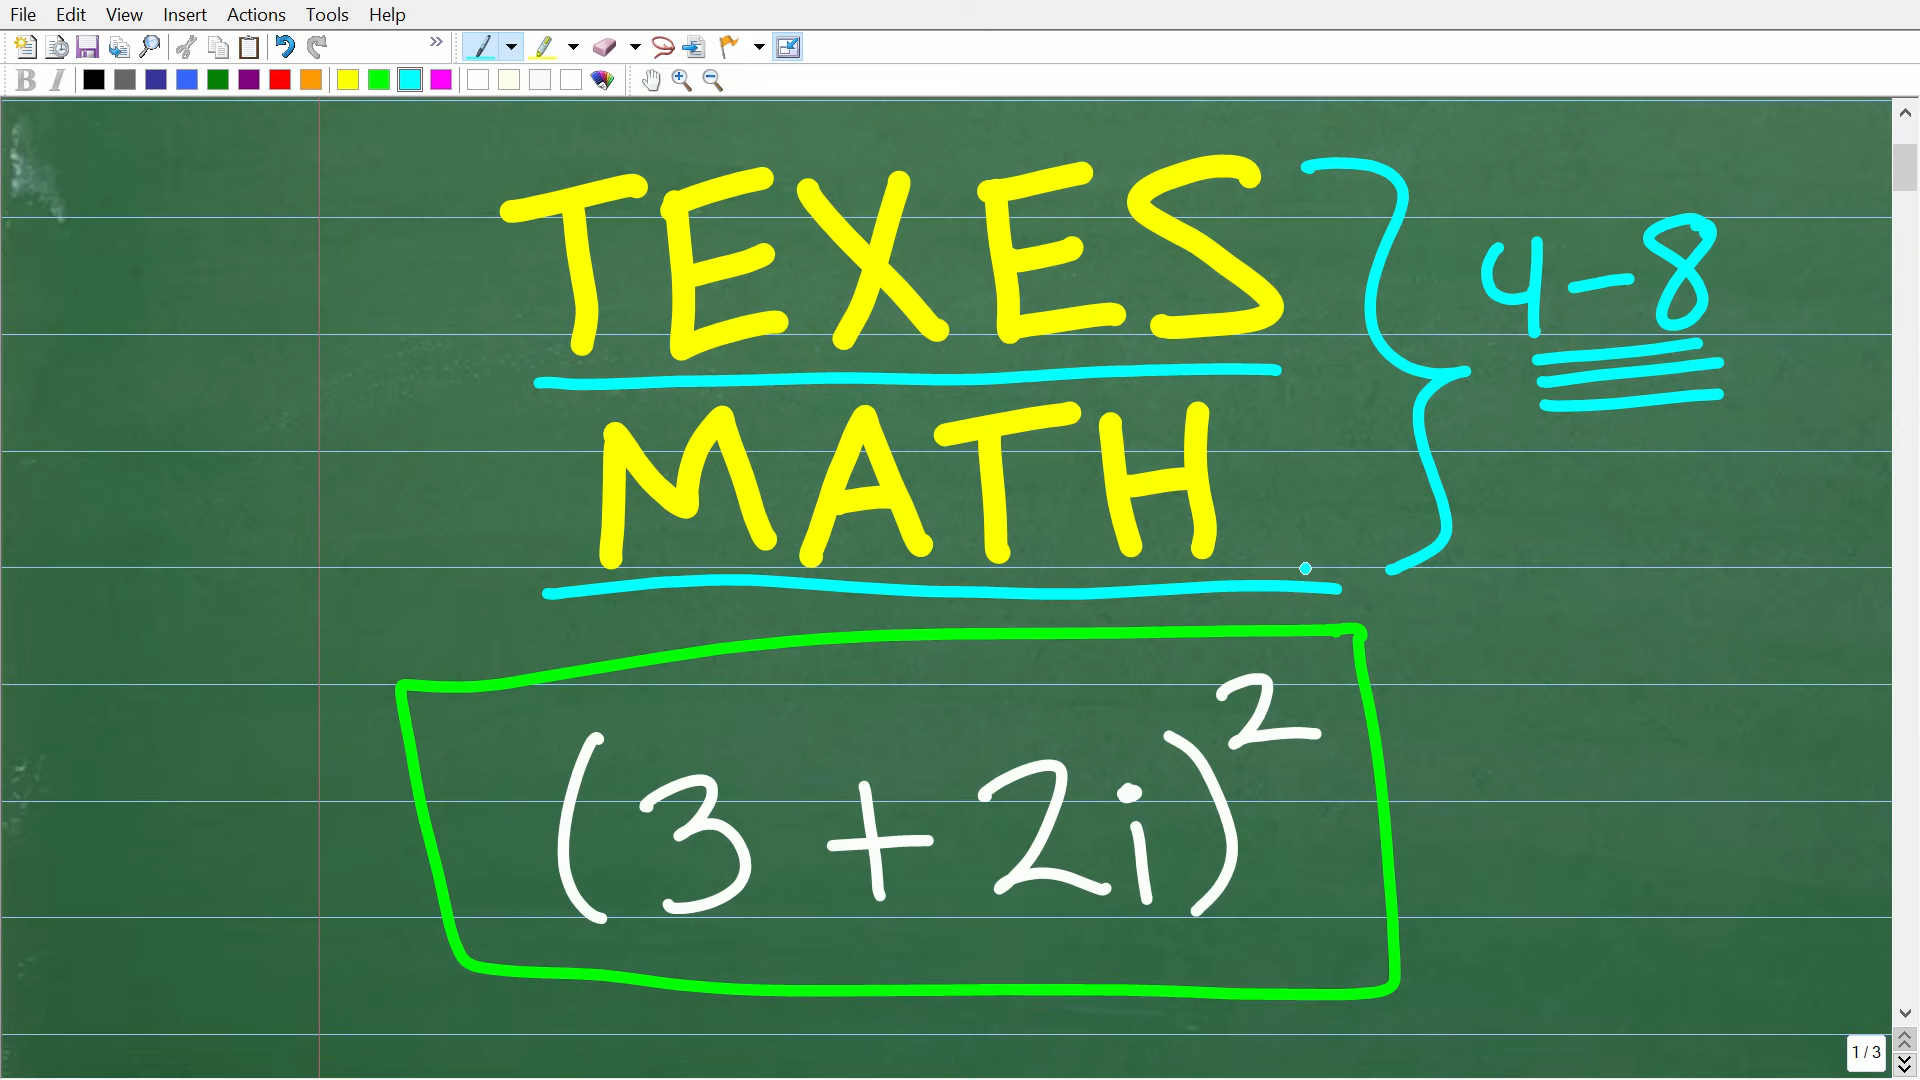 File Edit View Insert Actions Tools Help
B I
TEXES
MATH
4-8
(3+2i)²
1 / 3